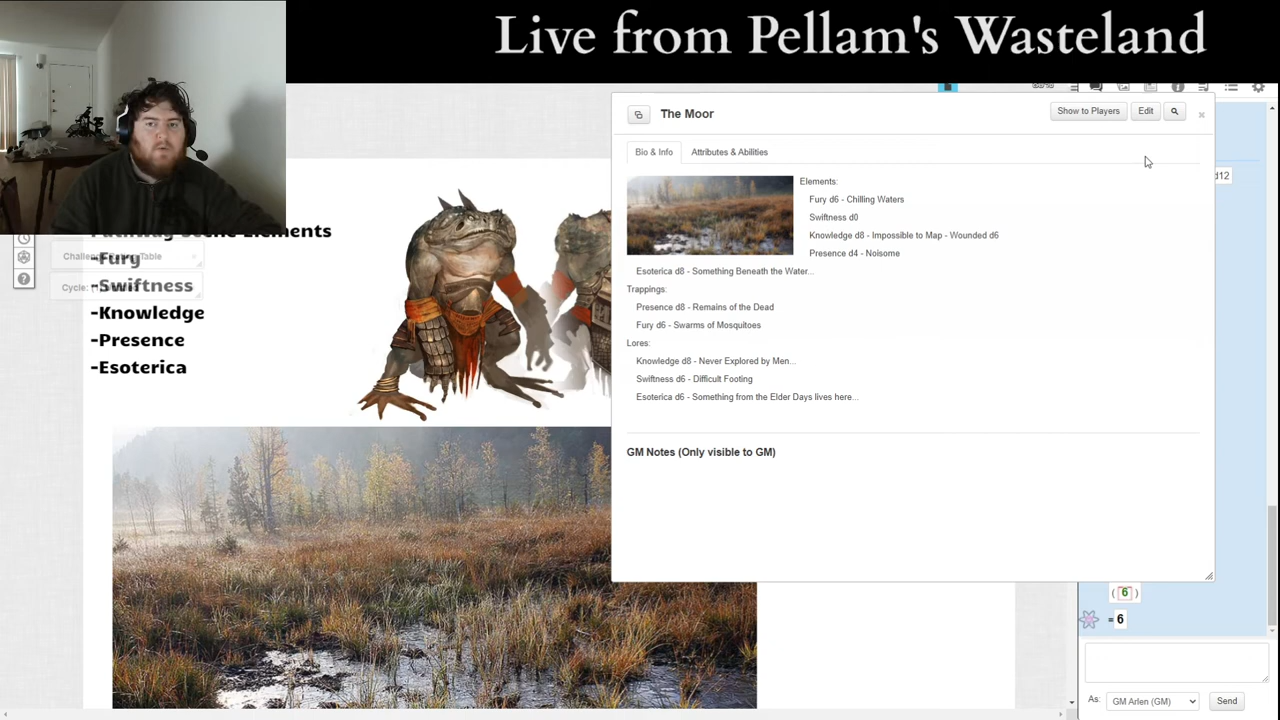 Live from Pellam's Wasteland
The Moor
Show to Players
Edit
Bio & Info
Attributes & Abilities
Elements:
Fury d6 - Chilling Waters
Swiftness d0
Knowledge d8 - Impossible to Map - Wounded d6
Presence d4 - Noisome
Esoterica d8 - Something Beneath the Water...
Trappings:
Presence d8 - Remains of the Dead
Fury d6 - Swarms of Mosquitoes
Lores:
Knowledge d8 - Never Explored by Men...
Swiftness d6 - Difficult Footing
Esoterica d6 - Something from the Elder Days lives here...
GM Notes (Only visible to GM)
d12
Elements
-Fury
-Swiftness
-Knowledge
-Presence
-Esoterica
Table
Cycle:
( 6 )
= 6
As:
GM Arlen (GM)
Send